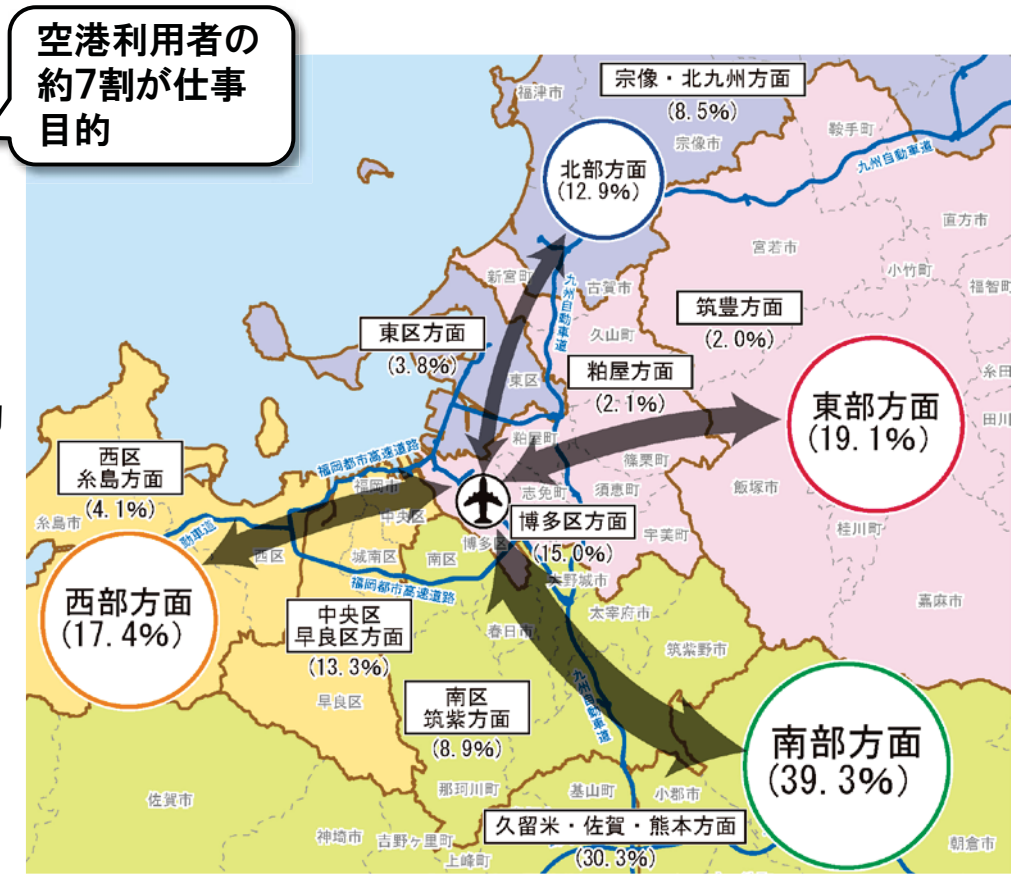 空港利用者の
約7割が仕事
目的
宗像・北九州方面
(8.5%)
福津市
宗像市
鞍手町
九州自動車道
北部方面
(12.9%)
直方市
宮若市
小竹町
福智町
新宮町
古賀市
九州自動車道
筑豊方面
(2.0%)
久山町
東区方面
(3.8%)
東区
粕屋方面
(2.1%)
糸田
田川
東部方面
(19.1%)
粕屋町
篠栗町
福岡都市高速道路
西区
糸島方面
(4.1%)
福岡市
中央区
志免町
須恵町
飯塚市
糸島市
動車道
博多区方面
(15.0%)
宇美町
桂川町
西区
城南区
南区
博多区
福岡都市高速道路
大野城市
嘉麻市
西部方面
(17.4%)
中央区
早良区方面
(13.3%)
春日市
太宰府市
筑紫野市
早良区
南区
筑紫方面
(8.9%)
九州自動車道
南部方面
(39.3%)
佐賀市
那珂川町
基山町
小郡市
神埼市
吉野ヶ里町
上峰町
久留米・佐賀・熊本方面
(30.3%)
朝倉市